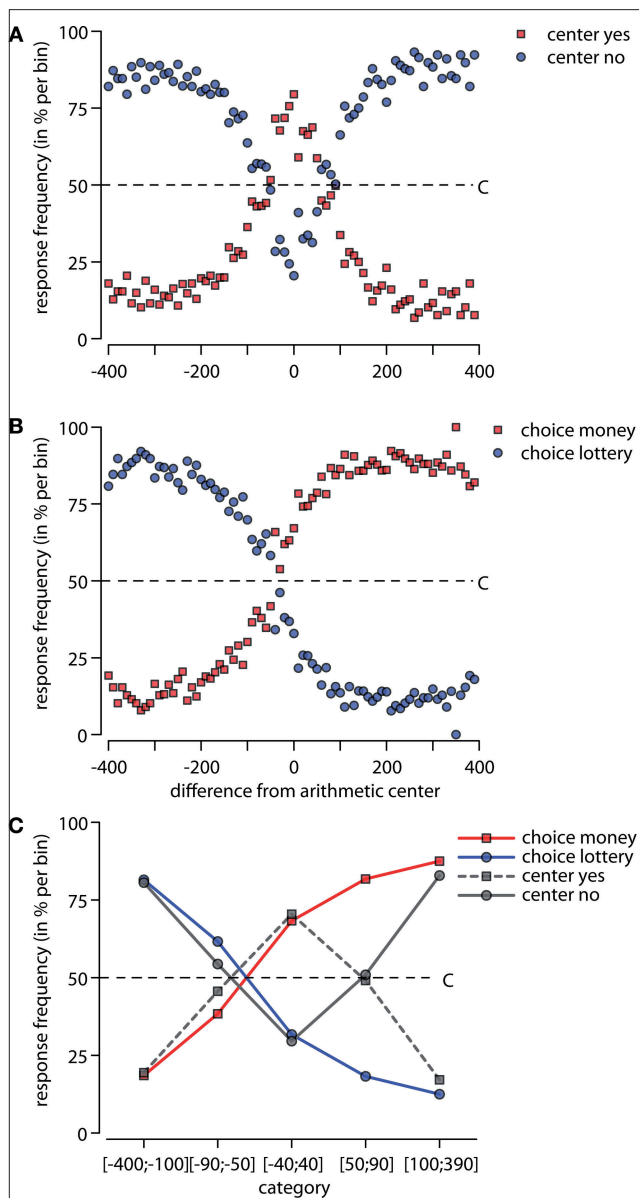 A
100
75
50
25
0
response frequency (in % per bin)
center yes
center no
C
-400 -200 0 200 400
B
100
75
50
25
0
response frequency (in % per bin)
choice money
choice lottery
C
-400 -200 0 200 400
difference from arithmetic center
C
100
75
50
25
0
response frequency (in % per bin)
choice money
choice lottery
center yes
center no
C
[-400;-100] [-90;-50] [-40;40] [50;90] [100;390]
category